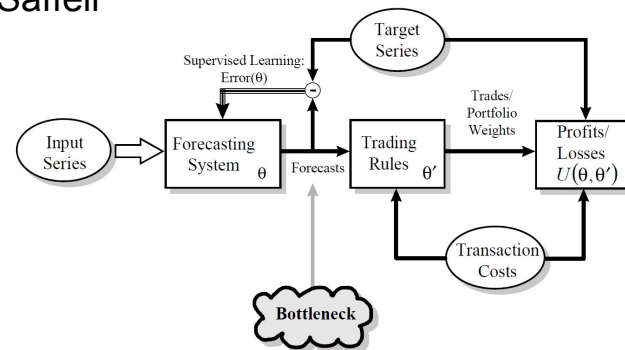 Saffell
Target
Series
Supervised Learning:
Error(θ)
−
Trades/
Portfolio
Weights
Input
Series
Forecasting
System
θ
Forecasts
Trading
Rules
θ′
Profits/
Losses
U(θ,θ′)
Transaction
Costs
Bottleneck